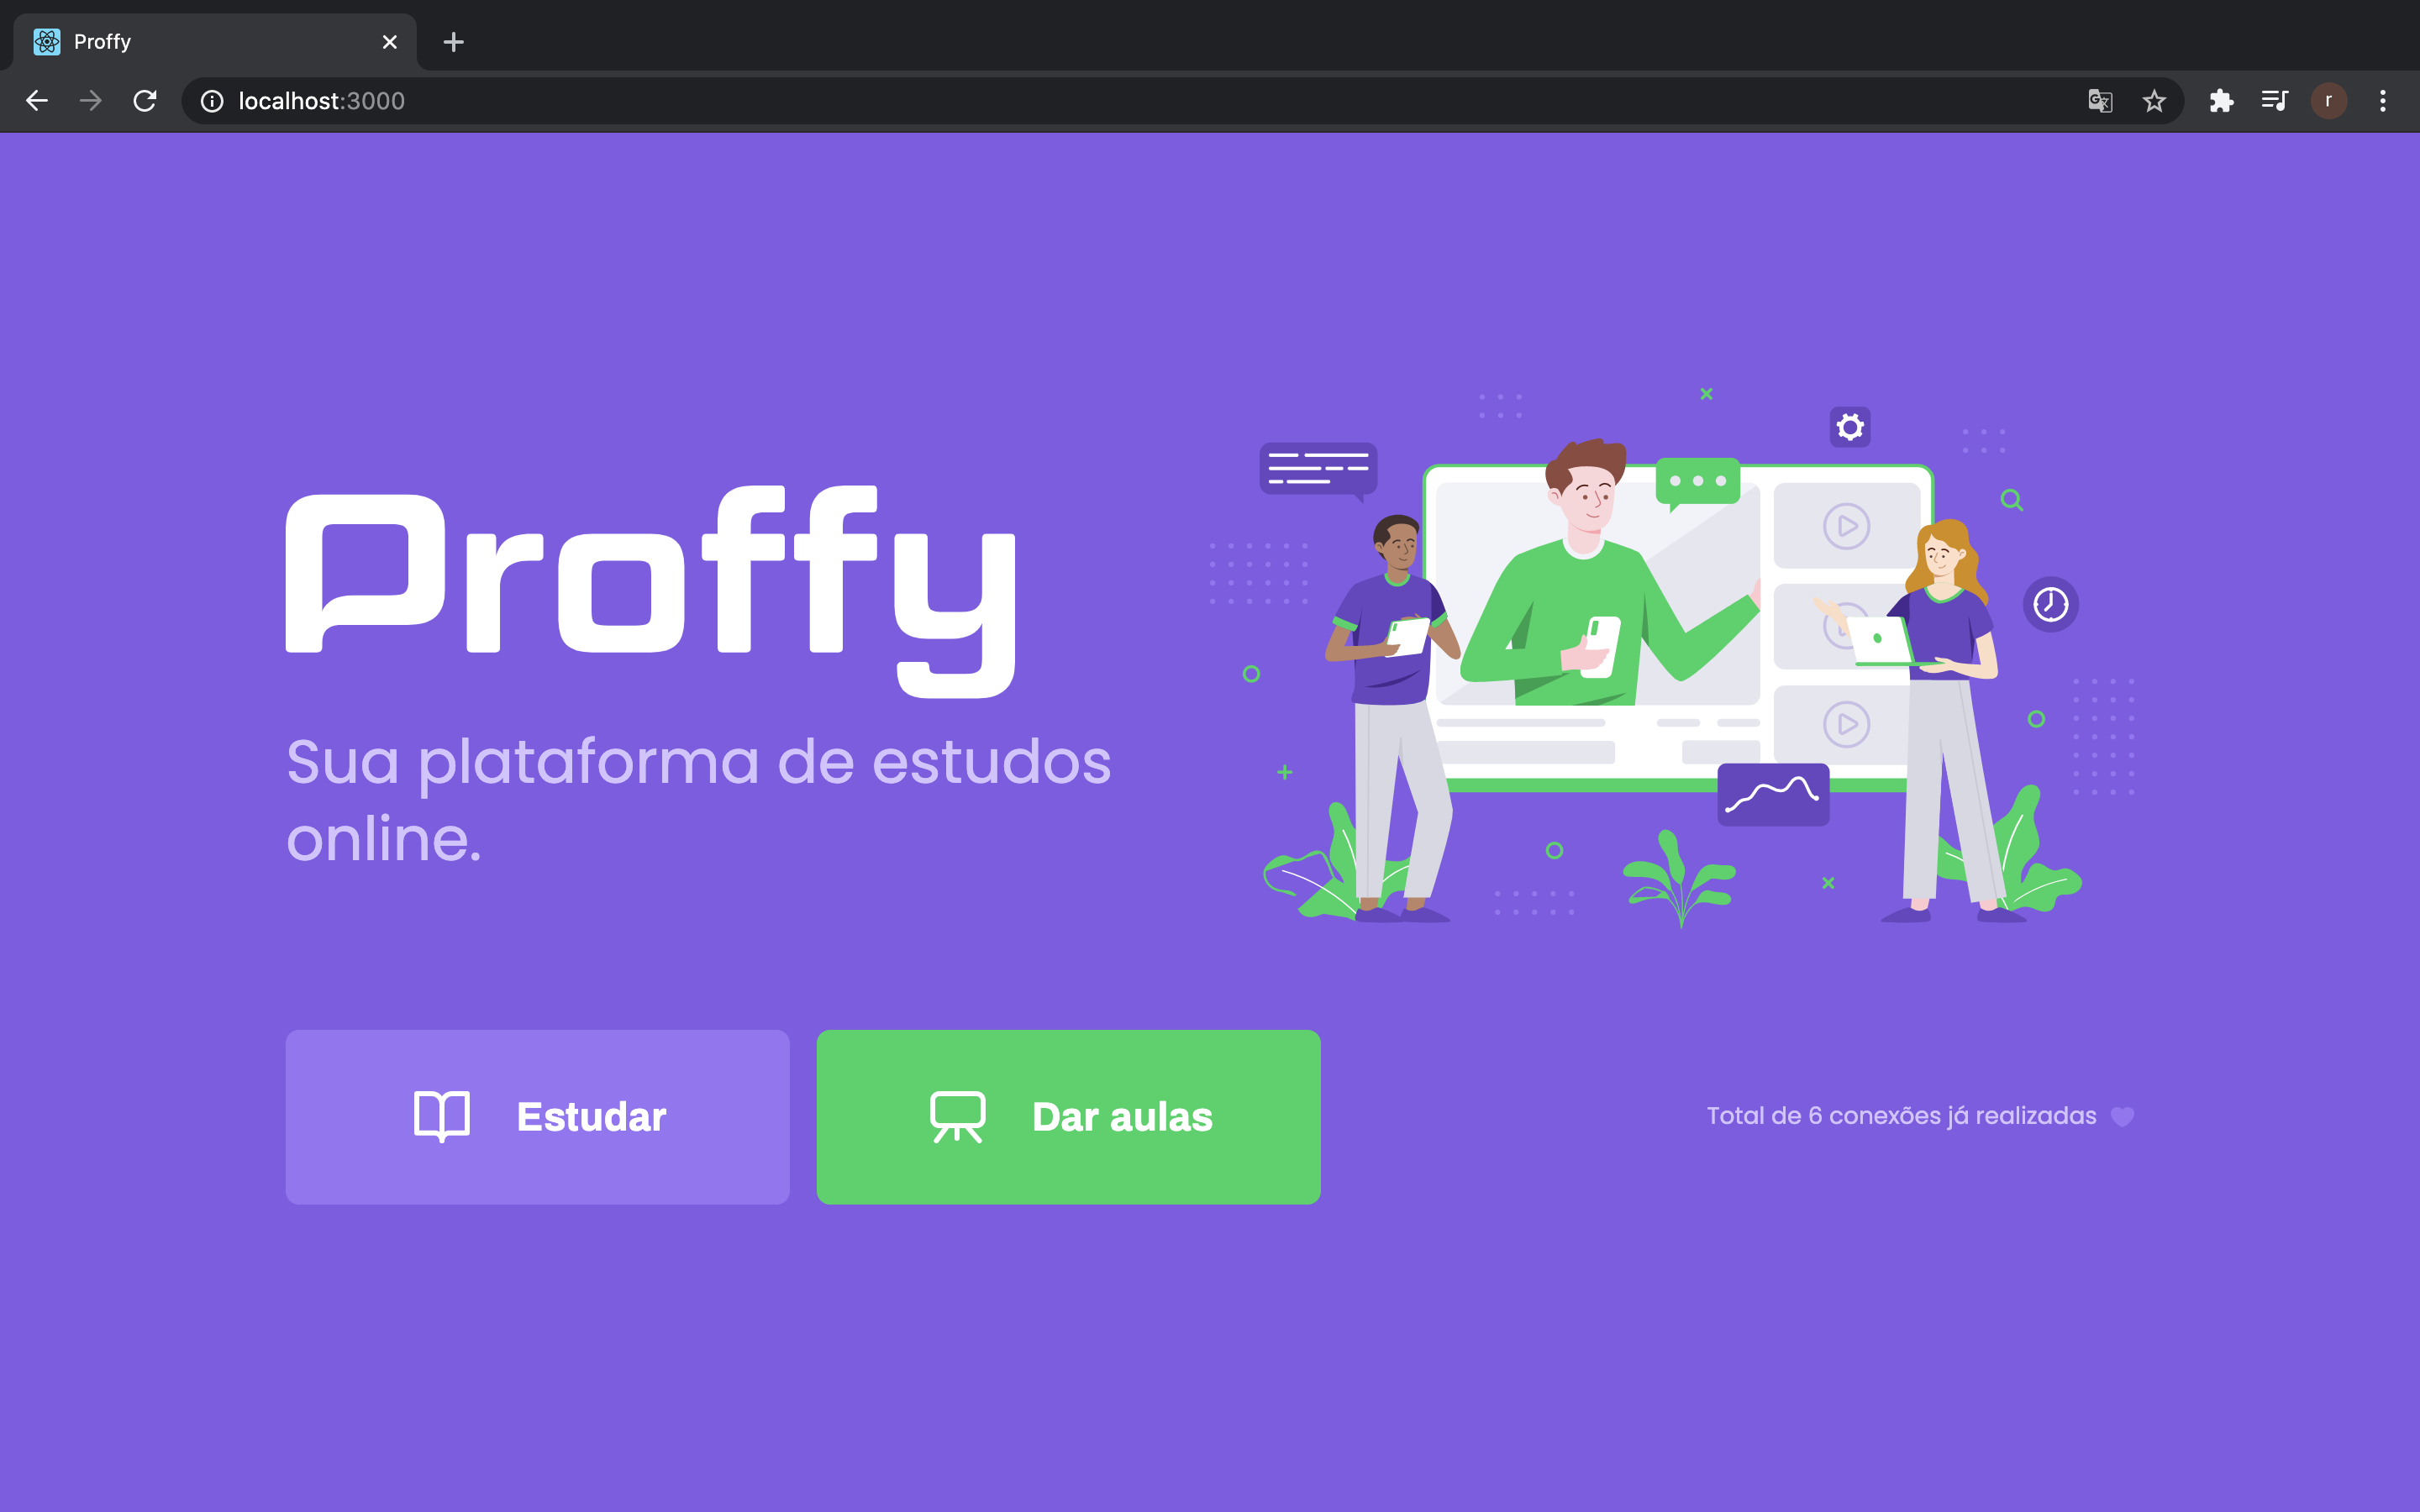 Proffy
localhost:3000
r
Proffy
Sua plataforma de estudos
online.
Estudar
Dar aulas
Total de 6 conexões já realizadas